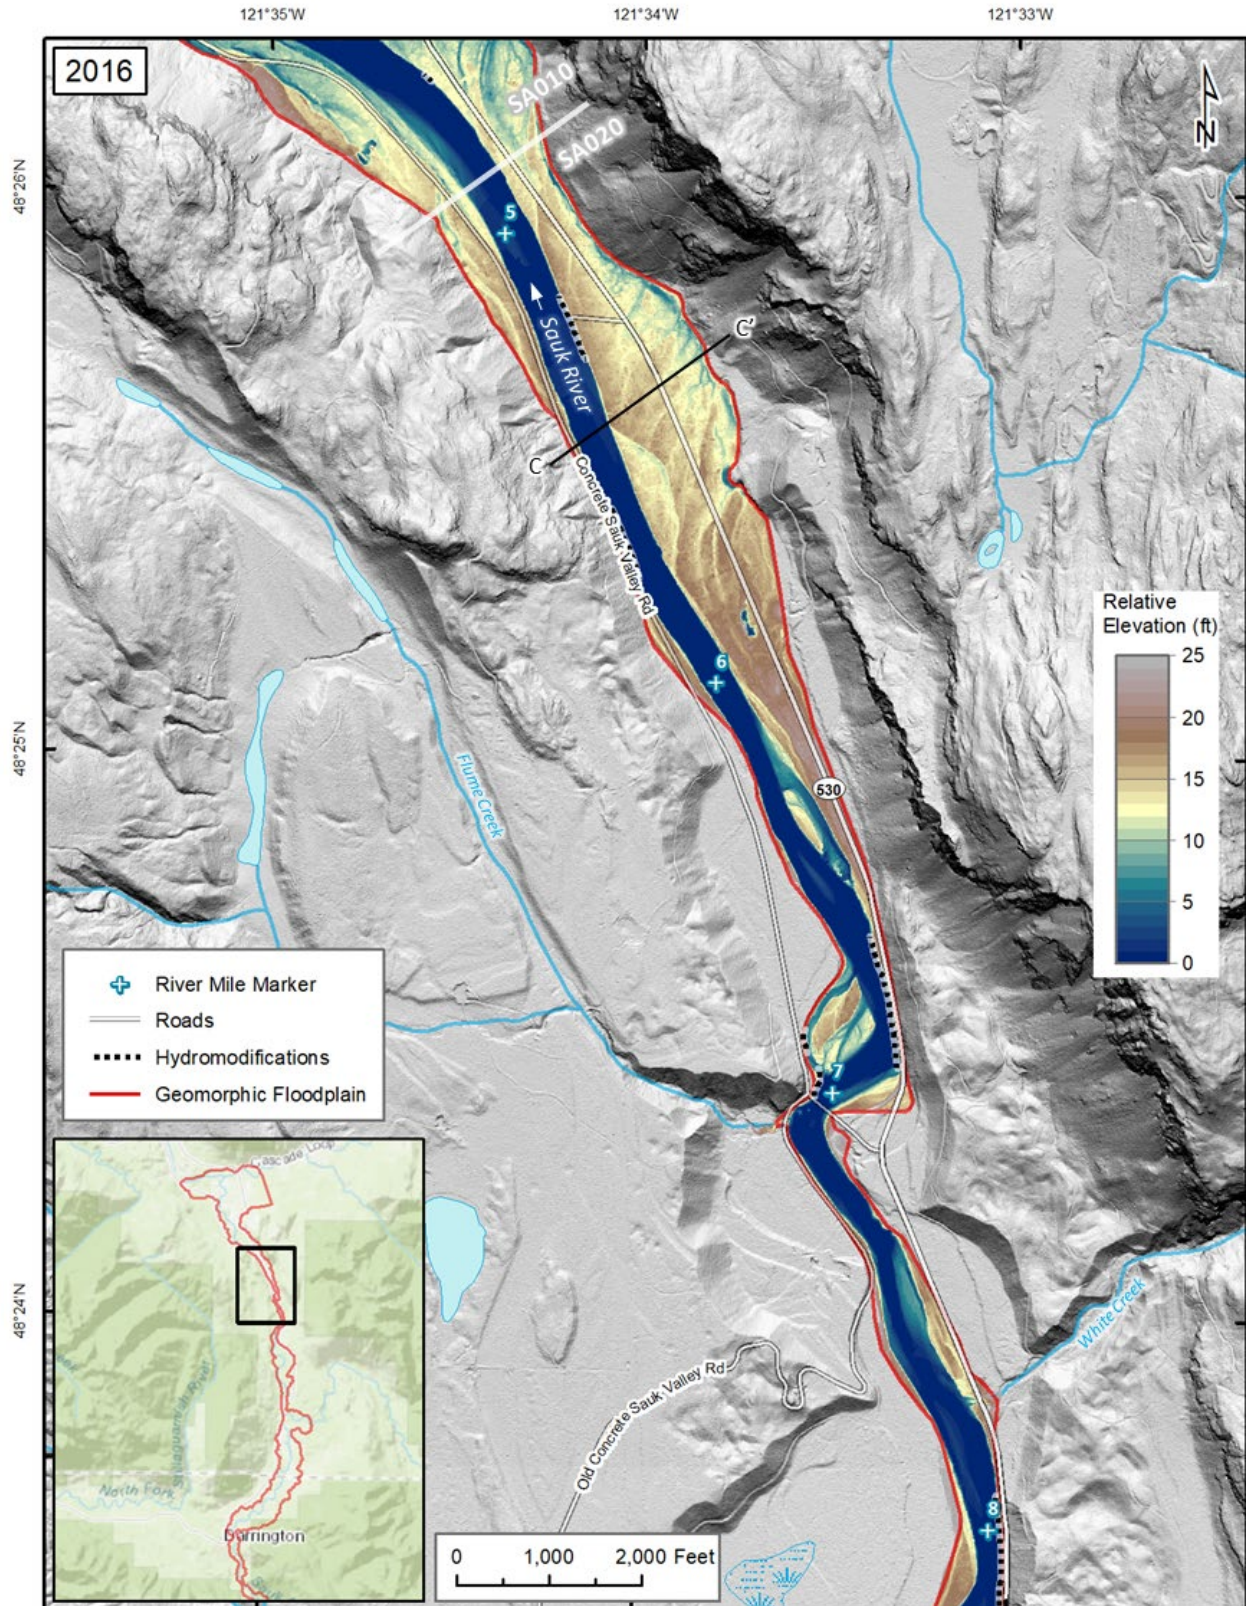 121°35'W
121°34'W
121°33'W
2016
SA010
SA020
N
48°26'N
5
Sauk River
C'
C
Concrete Sauk Valley Rd
Relative
Elevation (ft)
25
20
15
10
5
0
6
48°25'N
Flume Creek
530
River Mile Marker
Roads
Hydromodifications
Geomorphic Floodplain
7
Cascade Loop
48°24'N
White Creek
Old Concrete Sauk Valley Rd
Stillaguamish River
North Fork
Darrington
Sauk
8
0 1,000 2,000 Feet